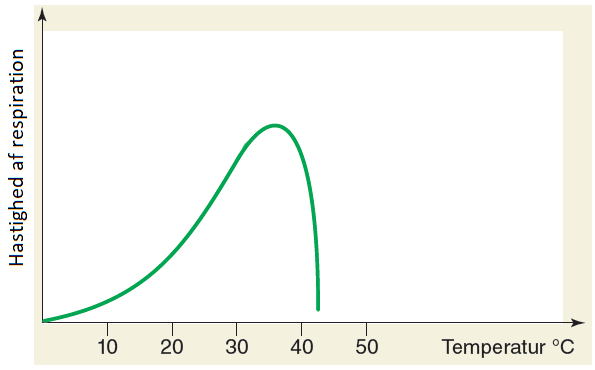 Hastighed af respiration
10 20 30 40 50 Temperatur °C